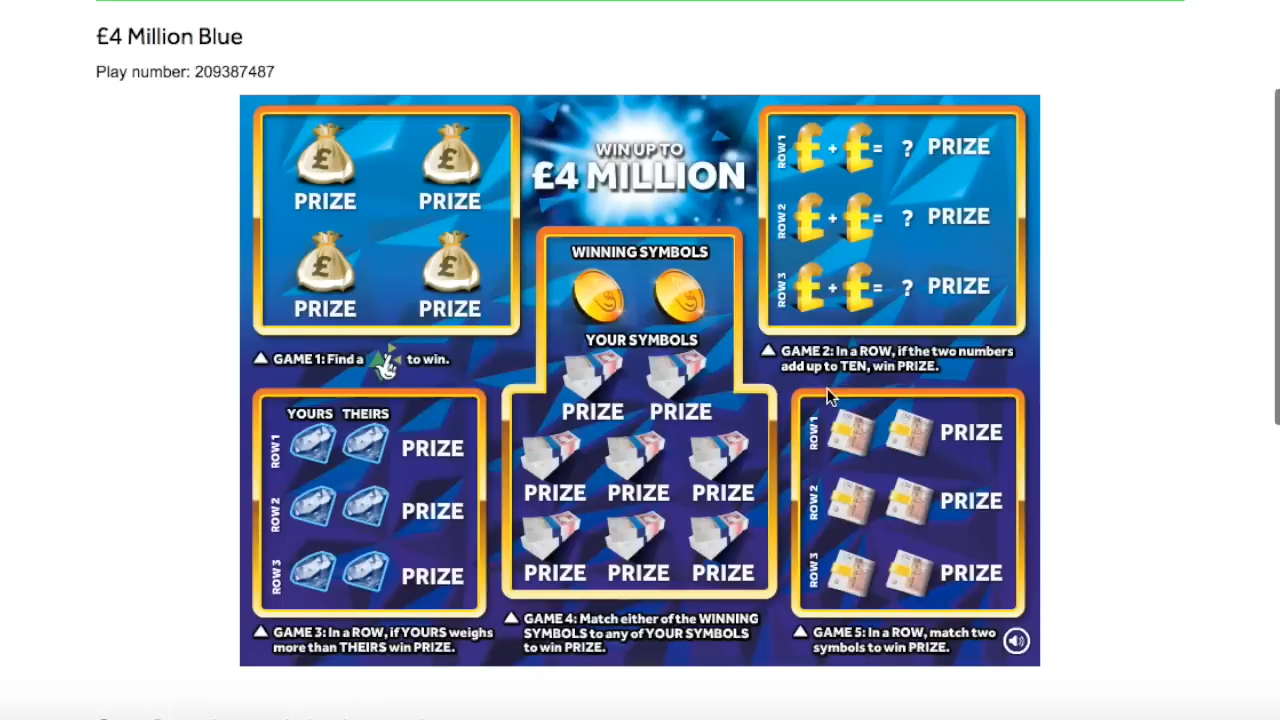 £4 Million Blue
Play number: 209387487
WIN UP TO
£4 MILLION
£ £
PRIZE PRIZE
£ £
PRIZE PRIZE
GAME 1: Find a to win.
ROW 1 £ + £ = ? PRIZE
ROW 2 £ + £ = ? PRIZE
ROW 3 £ + £ = ? PRIZE
GAME 2: In a ROW, if the two numbers
add up to TEN, win PRIZE.
YOURS THEIRS
ROW 1 PRIZE
ROW 2 PRIZE
ROW 3 PRIZE
GAME 3: In a ROW, if YOURS weighs
more than THEIRS win PRIZE.
WINNING SYMBOLS
YOUR SYMBOLS
PRIZE PRIZE
PRIZE PRIZE PRIZE
PRIZE PRIZE PRIZE
GAME 4: Match either of the WINNING
SYMBOLS to any of YOUR SYMBOLS
to win PRIZE.
ROW 1 PRIZE
ROW 2 PRIZE
ROW 3 PRIZE
GAME 5: In a ROW, match two
symbols to win PRIZE.